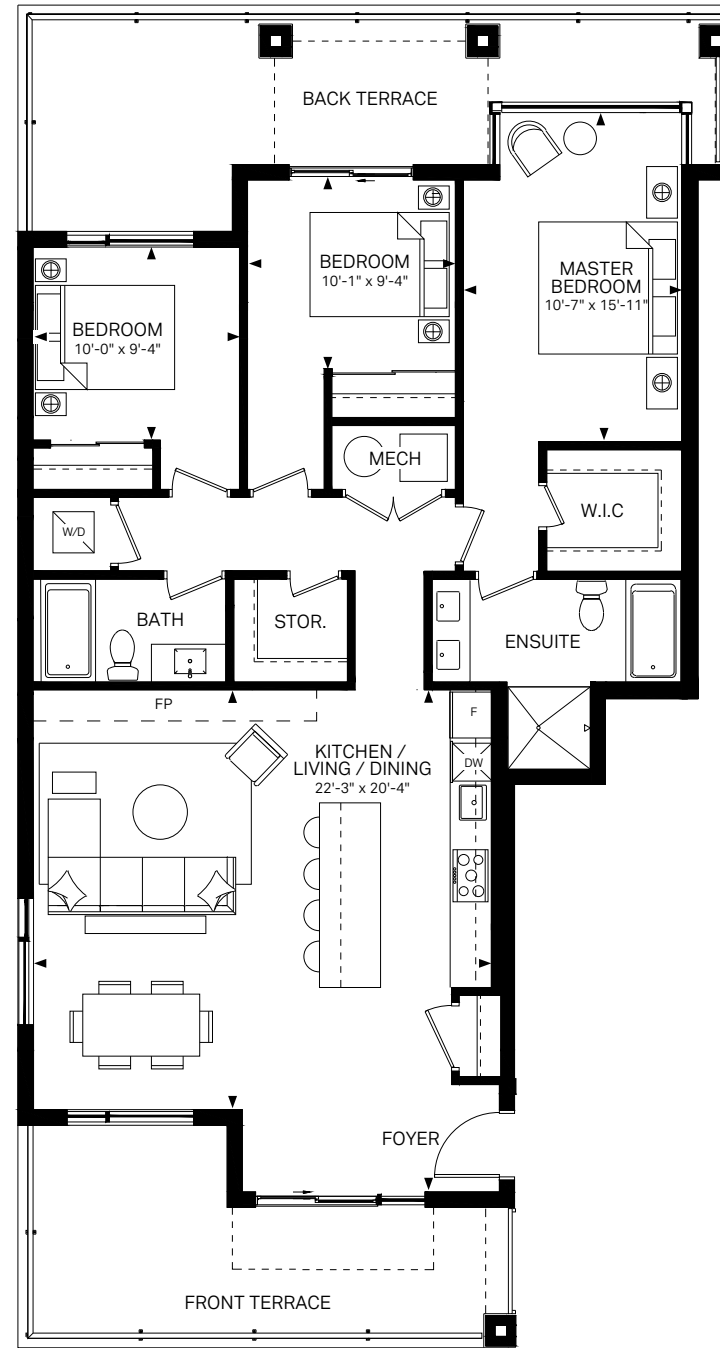 BACK TERRACE
BEDROOM
10'-1" x 9'-4"
MASTER
BEDROOM
10'-7" x 15'-11"
BEDROOM
10'-0" x 9'-4"
MECH
W.I.C
W/D
BATH
STOR.
ENSUITE
FP
F
KITCHEN /
LIVING / DINING
22'-3" x 20'-4"
DW
FOYER
FRONT TERRACE